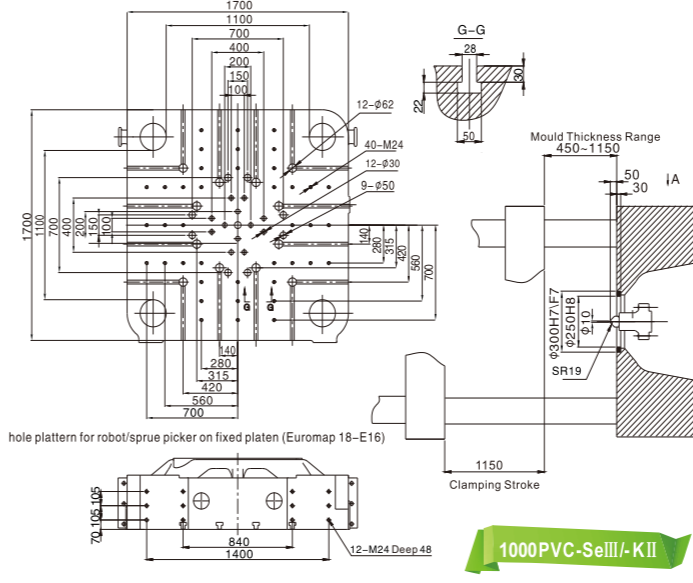 1700
1100
700
400
200
150
100
G-G
28
30
22
50
12-Ø62
40-M24
12-Ø30
9-Ø50
Mould Thickness Range
450~1150
50
30
↓A
1700
1100
700
400
200
150
100
140
280
315
420
560
700
G G
140
280
315
420
560
700
Φ300H7\F7
Φ250H8
Φ10
SR19
hole plattern for robot/sprue picker on fixed platen (Euromap 18-E16)
1150
Clamping Stroke
105
105
70
840
1400
12-M24 Deep 48
1000PVC-SeⅢ/-KⅡ